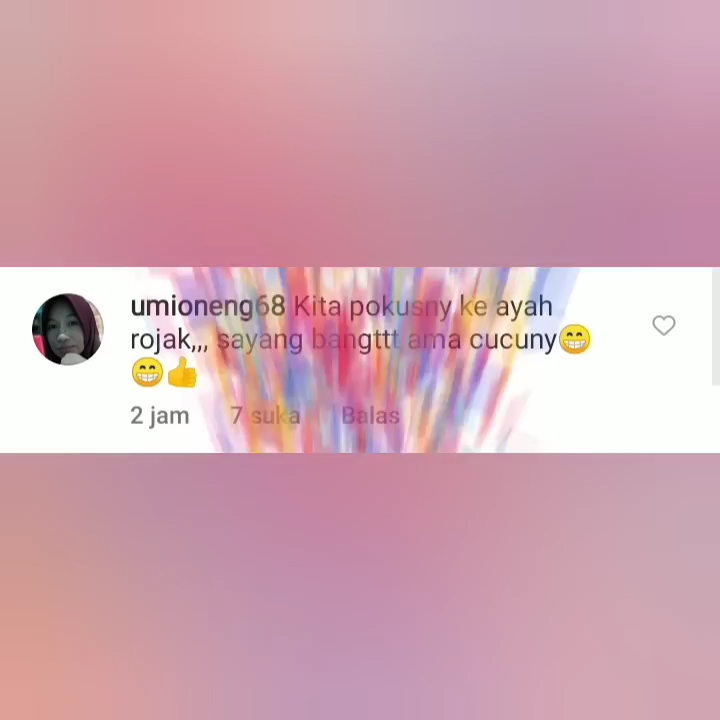 umioneng68 Kita pokusny ke ayah
rojak,,, sayang bangttt ama cucuny😁
😁👍
2 jam 7 suka Balas